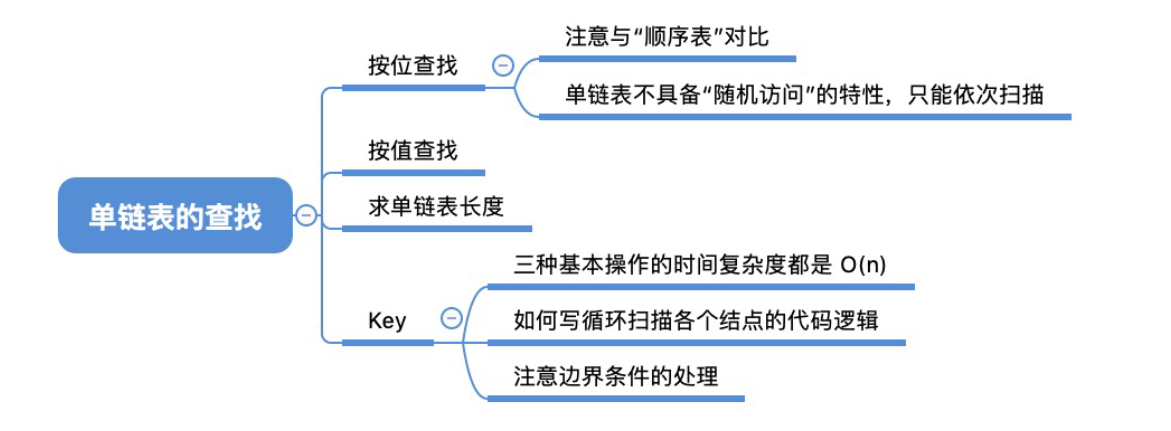 单链表的查找
按位查找
注意与“顺序表”对比
单链表不具备“随机访问”的特性，只能依次扫描
按值查找
求单链表长度
Key
三种基本操作的时间复杂度都是 O(n)
如何写循环扫描各个结点的代码逻辑
注意边界条件的处理